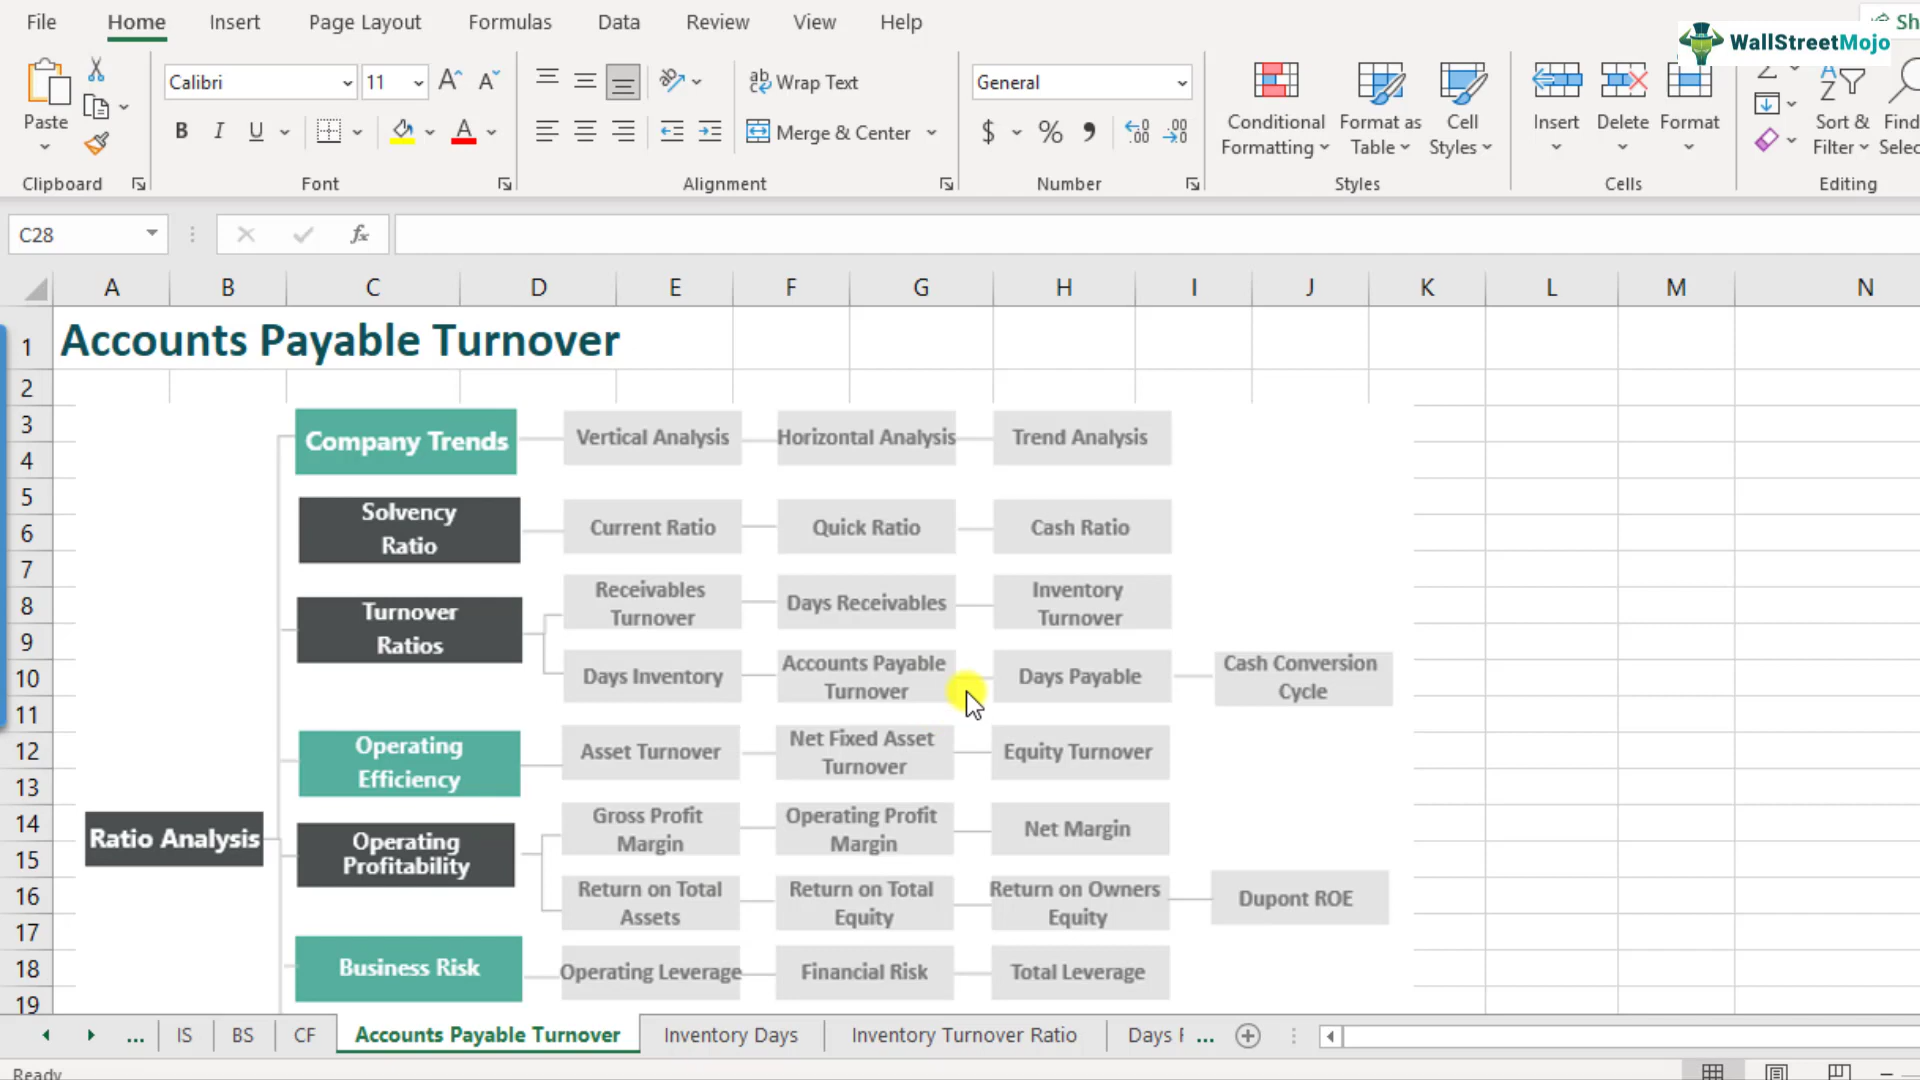 File Home Insert Page Layout Formulas Data Review View Help
WallStreetMojo
Paste
Clipboard
Calibri 11
B I U
Font
Wrap Text
Merge & Center
Alignment
General
$ %
Number
Conditional Formatting
Format as Table
Cell Styles
Styles
Insert Delete Format
Cells
Sort & Filter
Editing
C28 fx
A B C D E F G H I J K L M N
1 Accounts Payable Turnover
2
3
4
5
6
7
8
9
10
11
12
13
14
15
16
17
18
19
Ratio Analysis
Company Trends
Vertical Analysis Horizontal Analysis Trend Analysis
Solvency
Ratio
Current Ratio Quick Ratio Cash Ratio
Turnover
Ratios
Receivables
Turnover
Days Receivables
Inventory
Turnover
Days Inventory
Accounts Payable
Turnover
Days Payable
Cash Conversion
Cycle
Operating
Efficiency
Asset Turnover
Net Fixed Asset
Turnover
Equity Turnover
Operating
Profitability
Gross Profit
Margin
Operating Profit
Margin
Net Margin
Return on Total
Assets
Return on Total
Equity
Return on Owners
Equity
Dupont ROE
Business Risk
Operating Leverage Financial Risk Total Leverage
... IS BS CF Accounts Payable Turnover Inventory Days Inventory Turnover Ratio Days ...
Ready